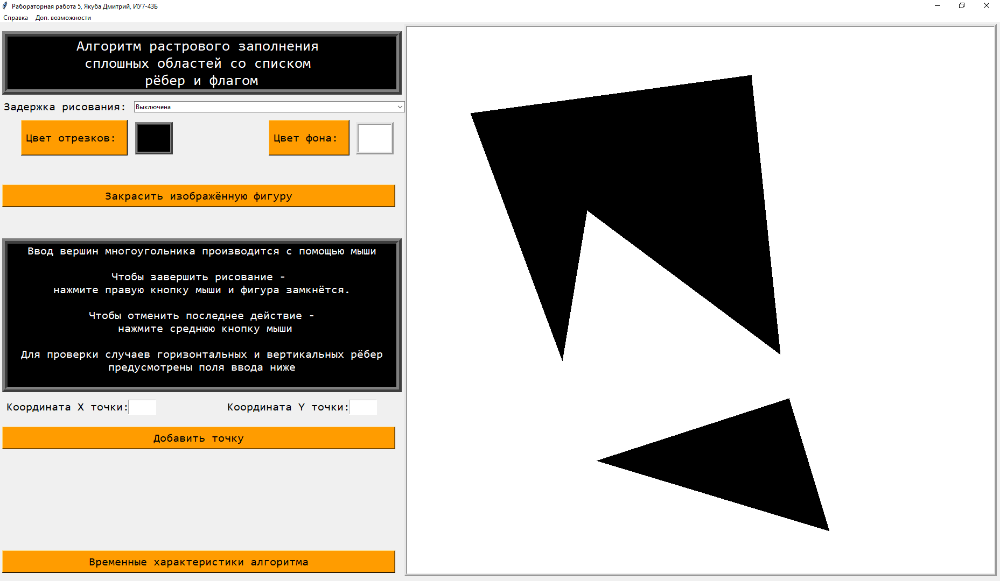 Рабораторная работа 5, Якуба Дмитрий, ИУ7-43Б
Справка Доп. возможности
Алгоритм растрового заполнения
сплошных областей со списком
рёбер и флагом
Задержка рисования: Выключена
Цвет отрезков: Цвет фона:
Закрасить изображённую фигуру
Ввод вершин многоугольника производится с помощью мыши
Чтобы завершить рисование -
нажмите правую кнопку мыши и фигура замкнётся.
Чтобы отменить последнее действие -
нажмите среднюю кнопку мыши
Для проверки случаев горизонтальных и вертикальных рёбер
предусмотрены поля ввода ниже
Координата X точки: Координата Y точки:
Добавить точку
Временные характеристики алгоритма